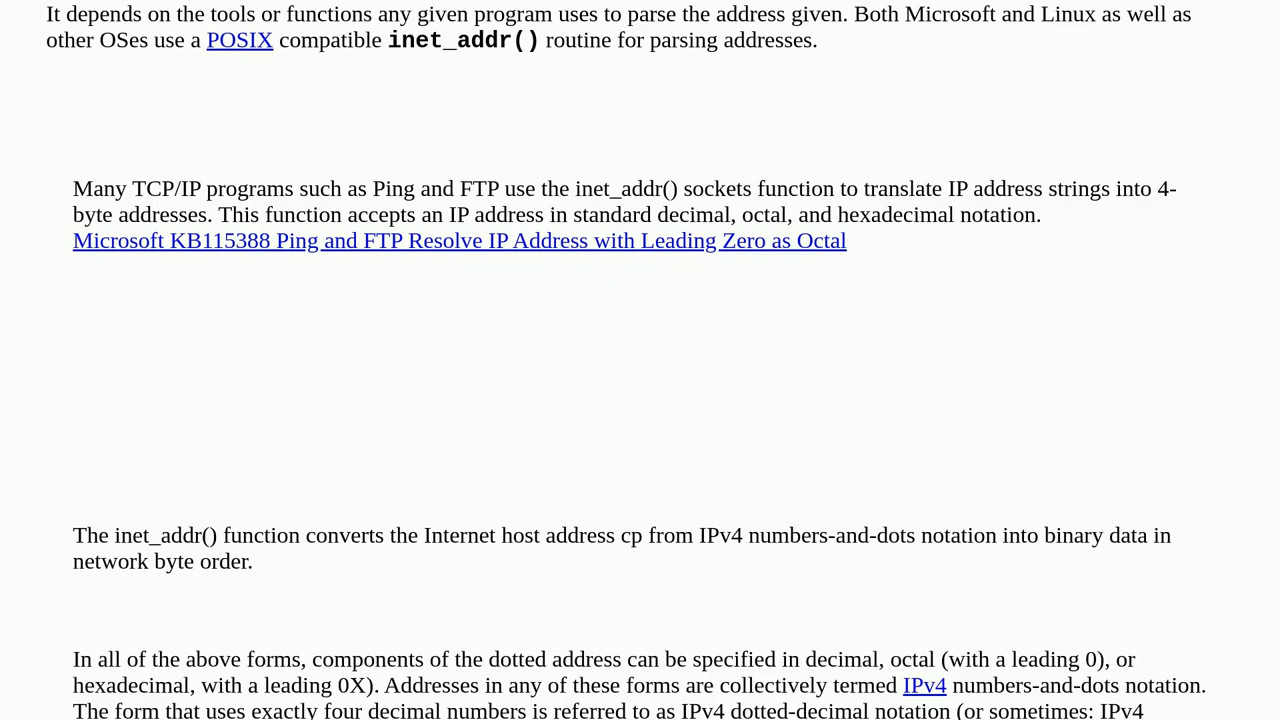 It depends on the tools or functions any given program uses to parse the address given. Both Microsoft and Linux as well as
other OSes use a POSIX compatible inet_addr() routine for parsing addresses.
Many TCP/IP programs such as Ping and FTP use the inet_addr() sockets function to translate IP address strings into 4-
byte addresses. This function accepts an IP address in standard decimal, octal, and hexadecimal notation.
Microsoft KB115388 Ping and FTP Resolve IP Address with Leading Zero as Octal
The inet_addr() function converts the Internet host address cp from IPv4 numbers-and-dots notation into binary data in
network byte order.
In all of the above forms, components of the dotted address can be specified in decimal, octal (with a leading 0), or
hexadecimal, with a leading 0X). Addresses in any of these forms are collectively termed IPv4 numbers-and-dots notation.
The form that uses exactly four decimal numbers is referred to as IPv4 dotted-decimal notation (or sometimes: IPv4